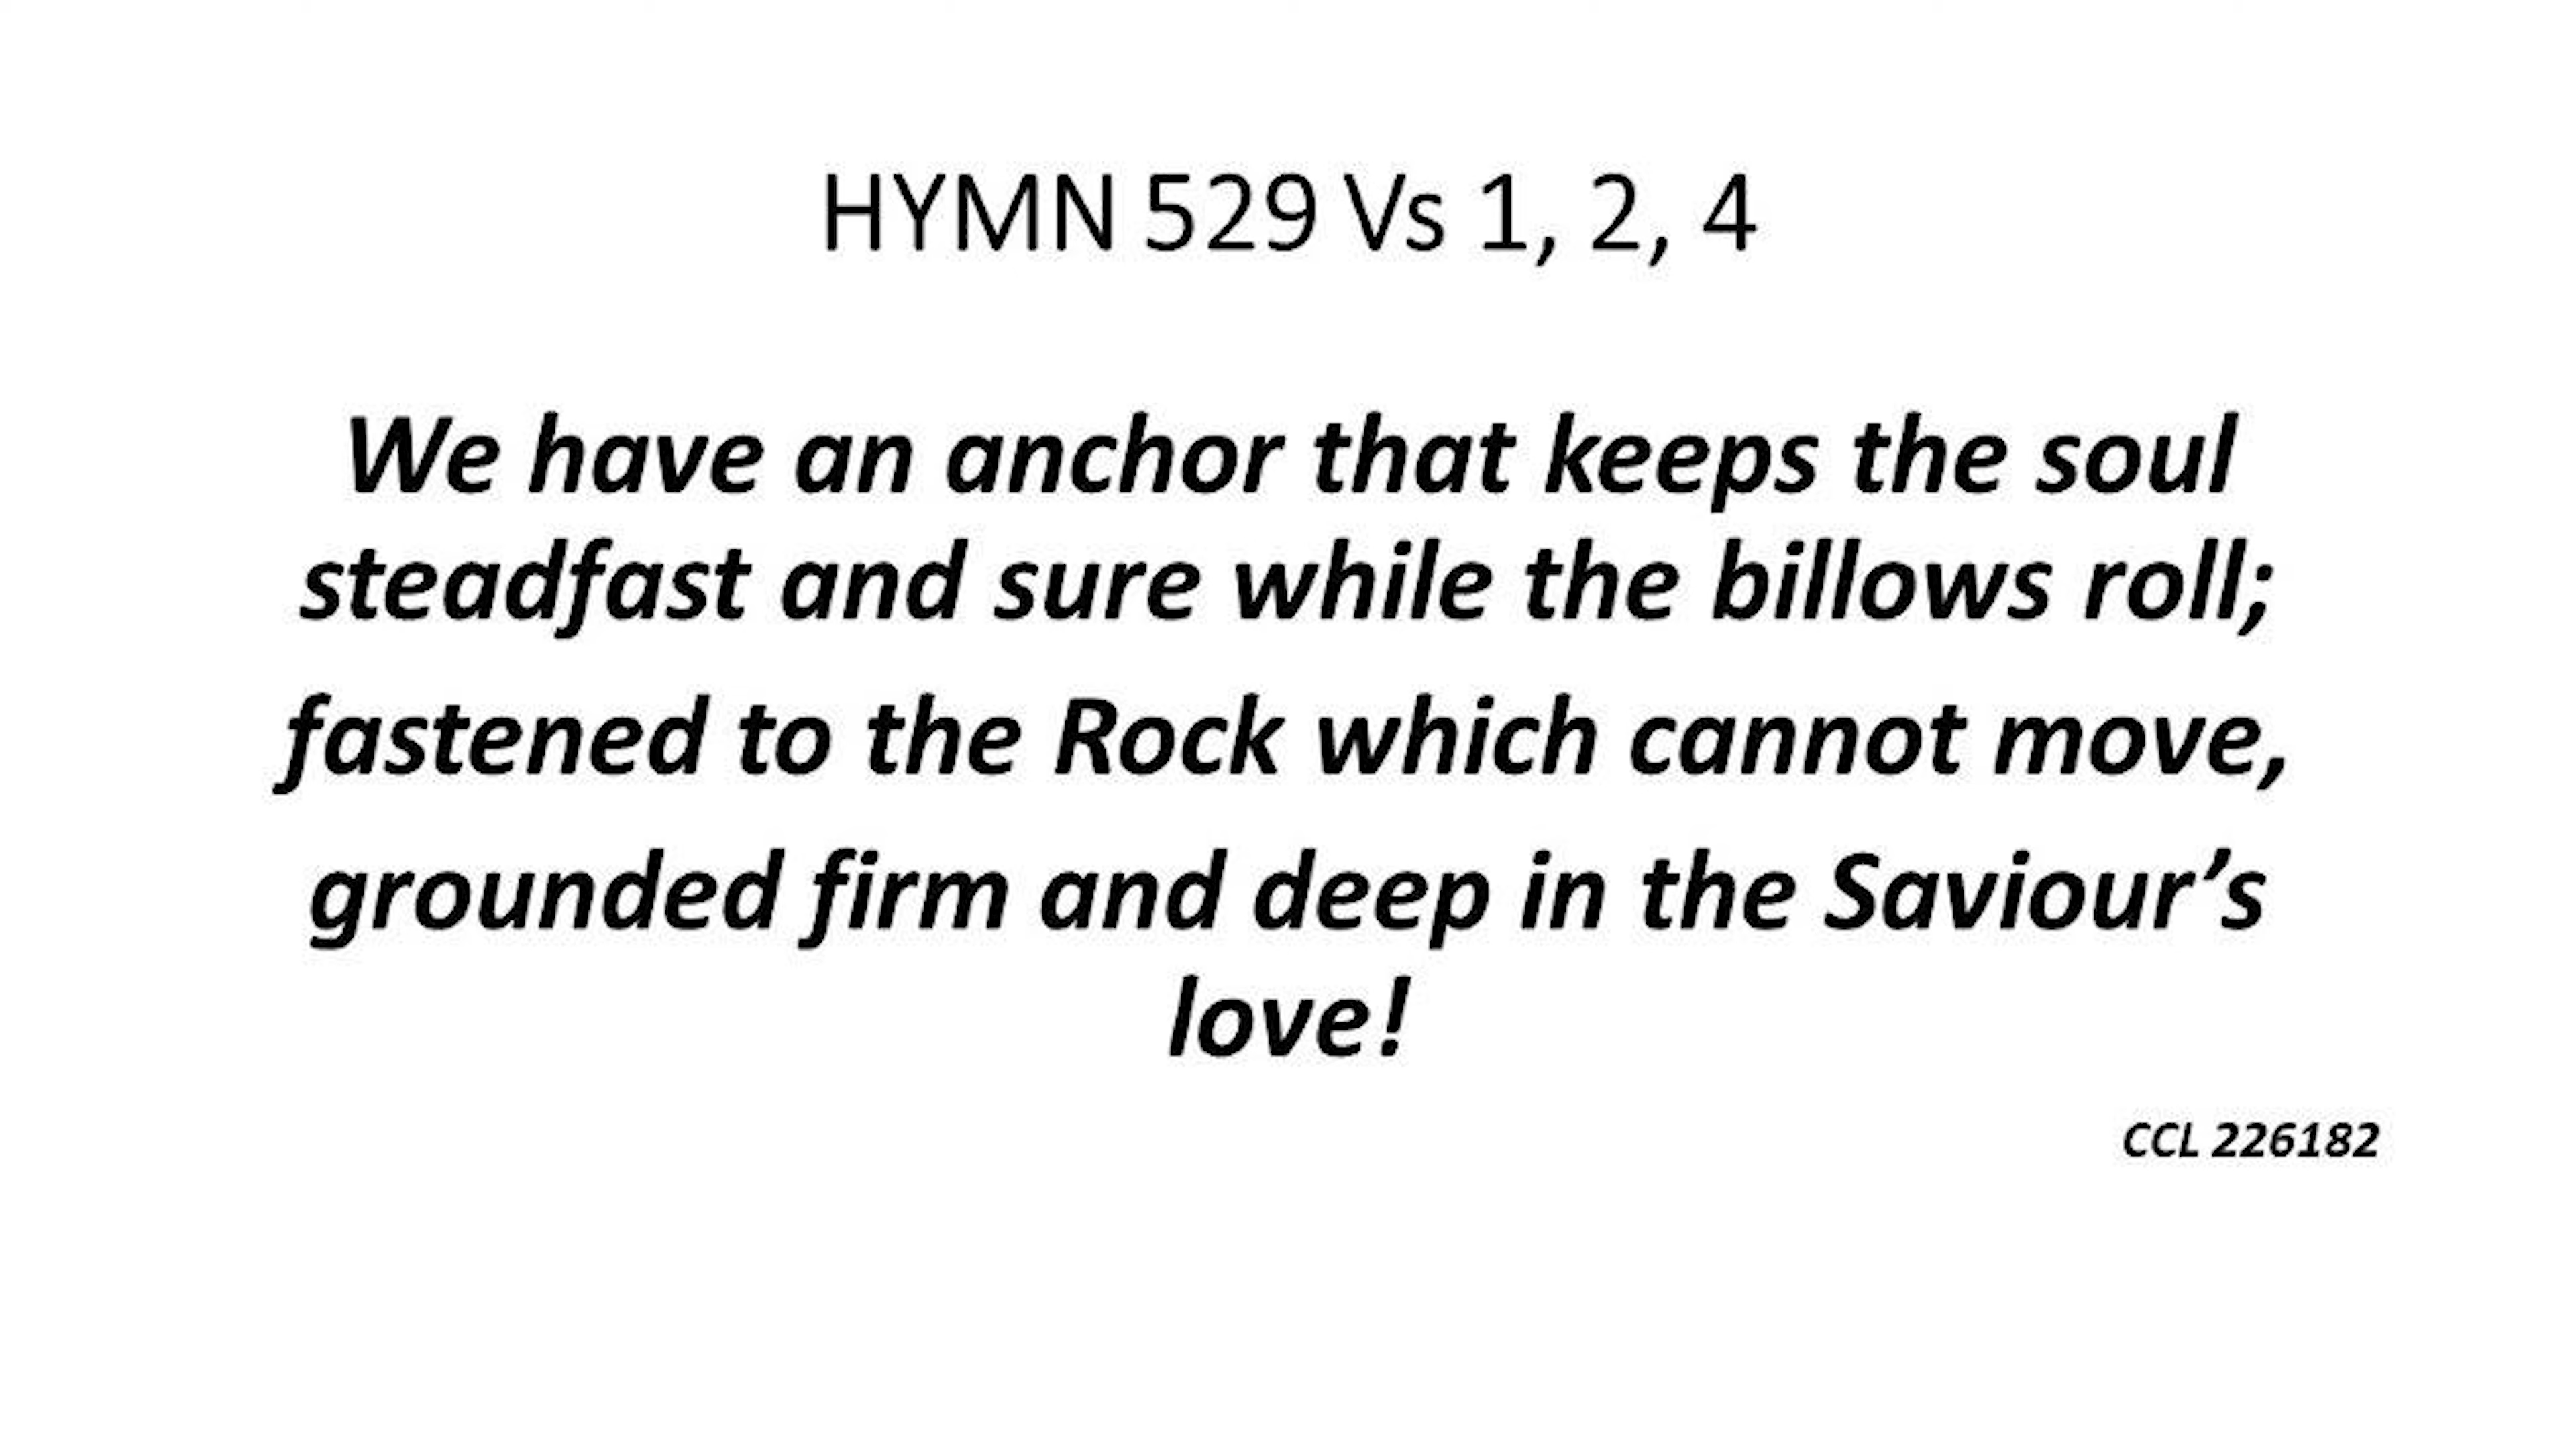 HYMN 529 Vs 1, 2, 4
We have an anchor that keeps the soul
steadfast and sure while the billows roll;
fastened to the Rock which cannot move,
grounded firm and deep in the Saviour’s
love!
CCL 226182